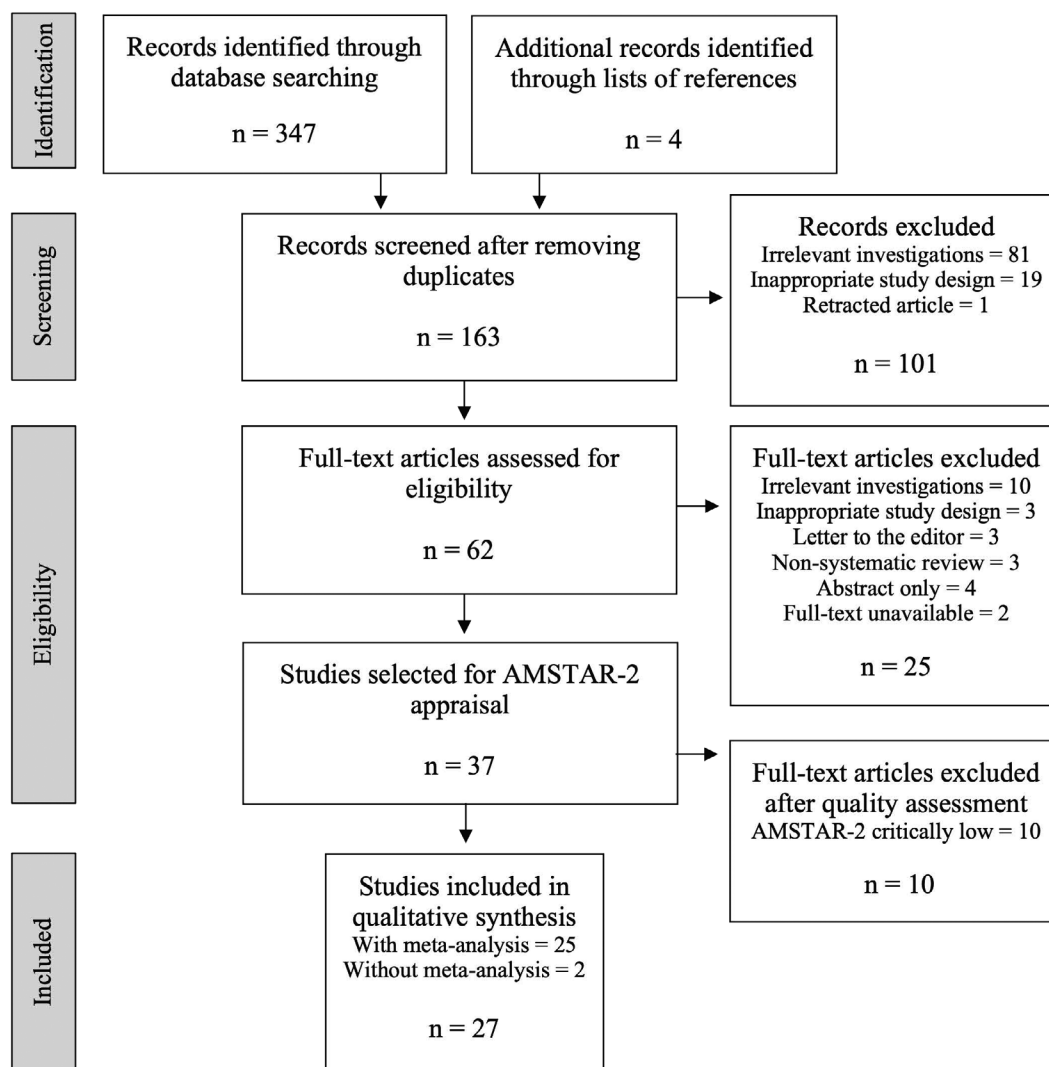 Identification
Records identified through
database searching
n = 347
Additional records identified
through lists of references
n = 4
Screening
Records screened after removing
duplicates
n = 163
Records excluded
Irrelevant investigations = 81
Inappropriate study design = 19
Retracted article = 1
n = 101
Eligibility
Full-text articles assessed for
eligibility
n = 62
Full-text articles excluded
Irrelevant investigations = 10
Inappropriate study design = 3
Letter to the editor = 3
Non-systematic review = 3
Abstract only = 4
Full-text unavailable = 2
n = 25
Studies selected for AMSTAR-2
appraisal
n = 37
Full-text articles excluded
after quality assessment
AMSTAR-2 critically low = 10
n = 10
Included
Studies included in
qualitative synthesis
With meta-analysis = 25
Without meta-analysis = 2
n = 27